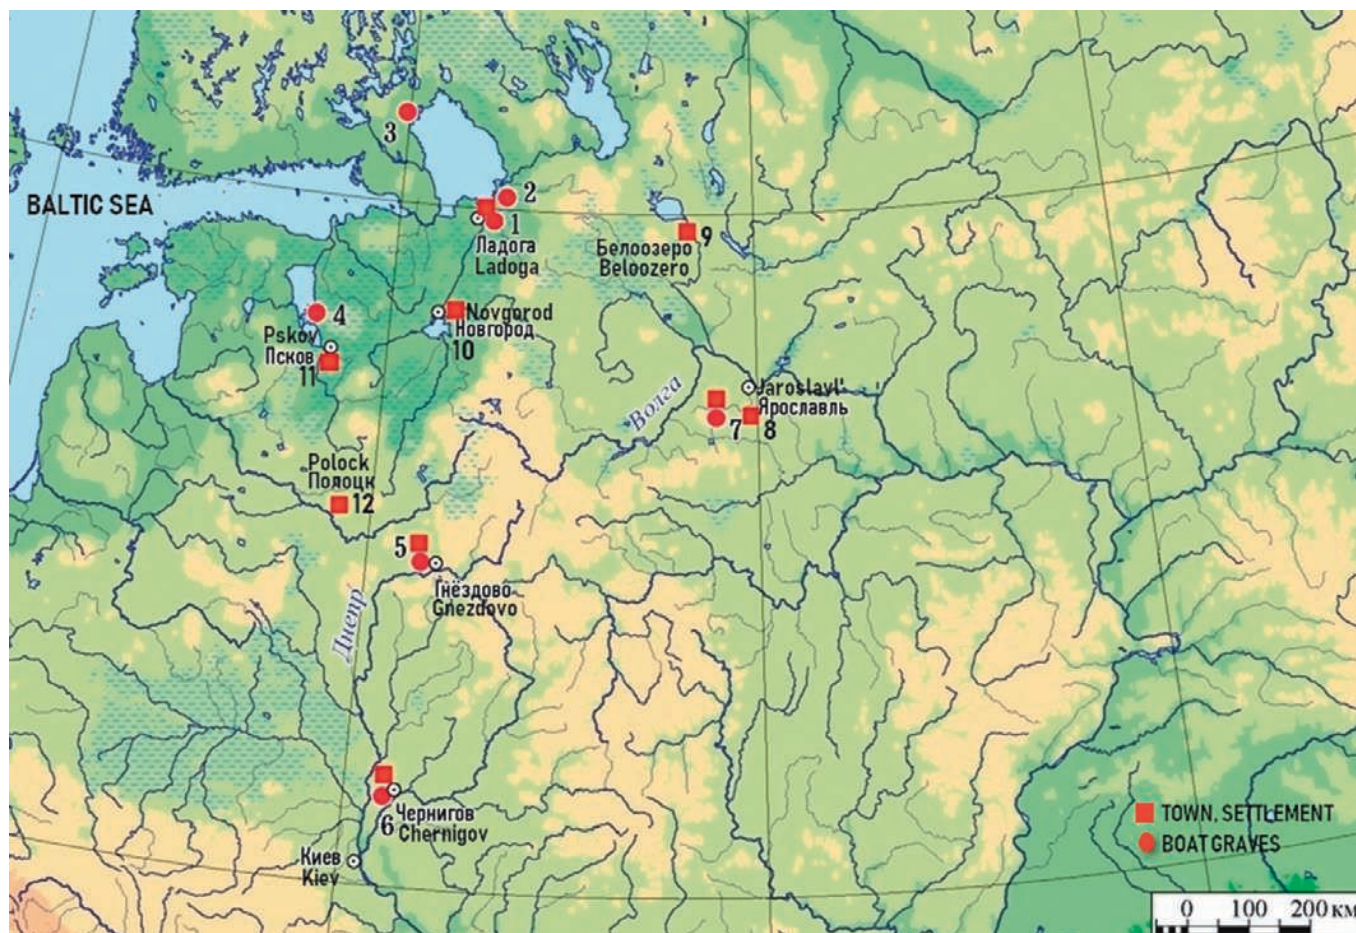 3
2
BALTIC SEA
1
Ладога
Ladoga
9
Белоозеро
Beloozero
4
Novgorod
Новгород
10
Pskov
Псков
11
Волга
Jaroslavl'
Ярославль
7
8
Polock
Полоцк
12
5
Гнёздово
Gnezdovo
Днепр
Чернигов
6
Chernigov
Киев
Kiev
TOWN, SETTLEMENT
BOAT GRAVES
0 100 200 км